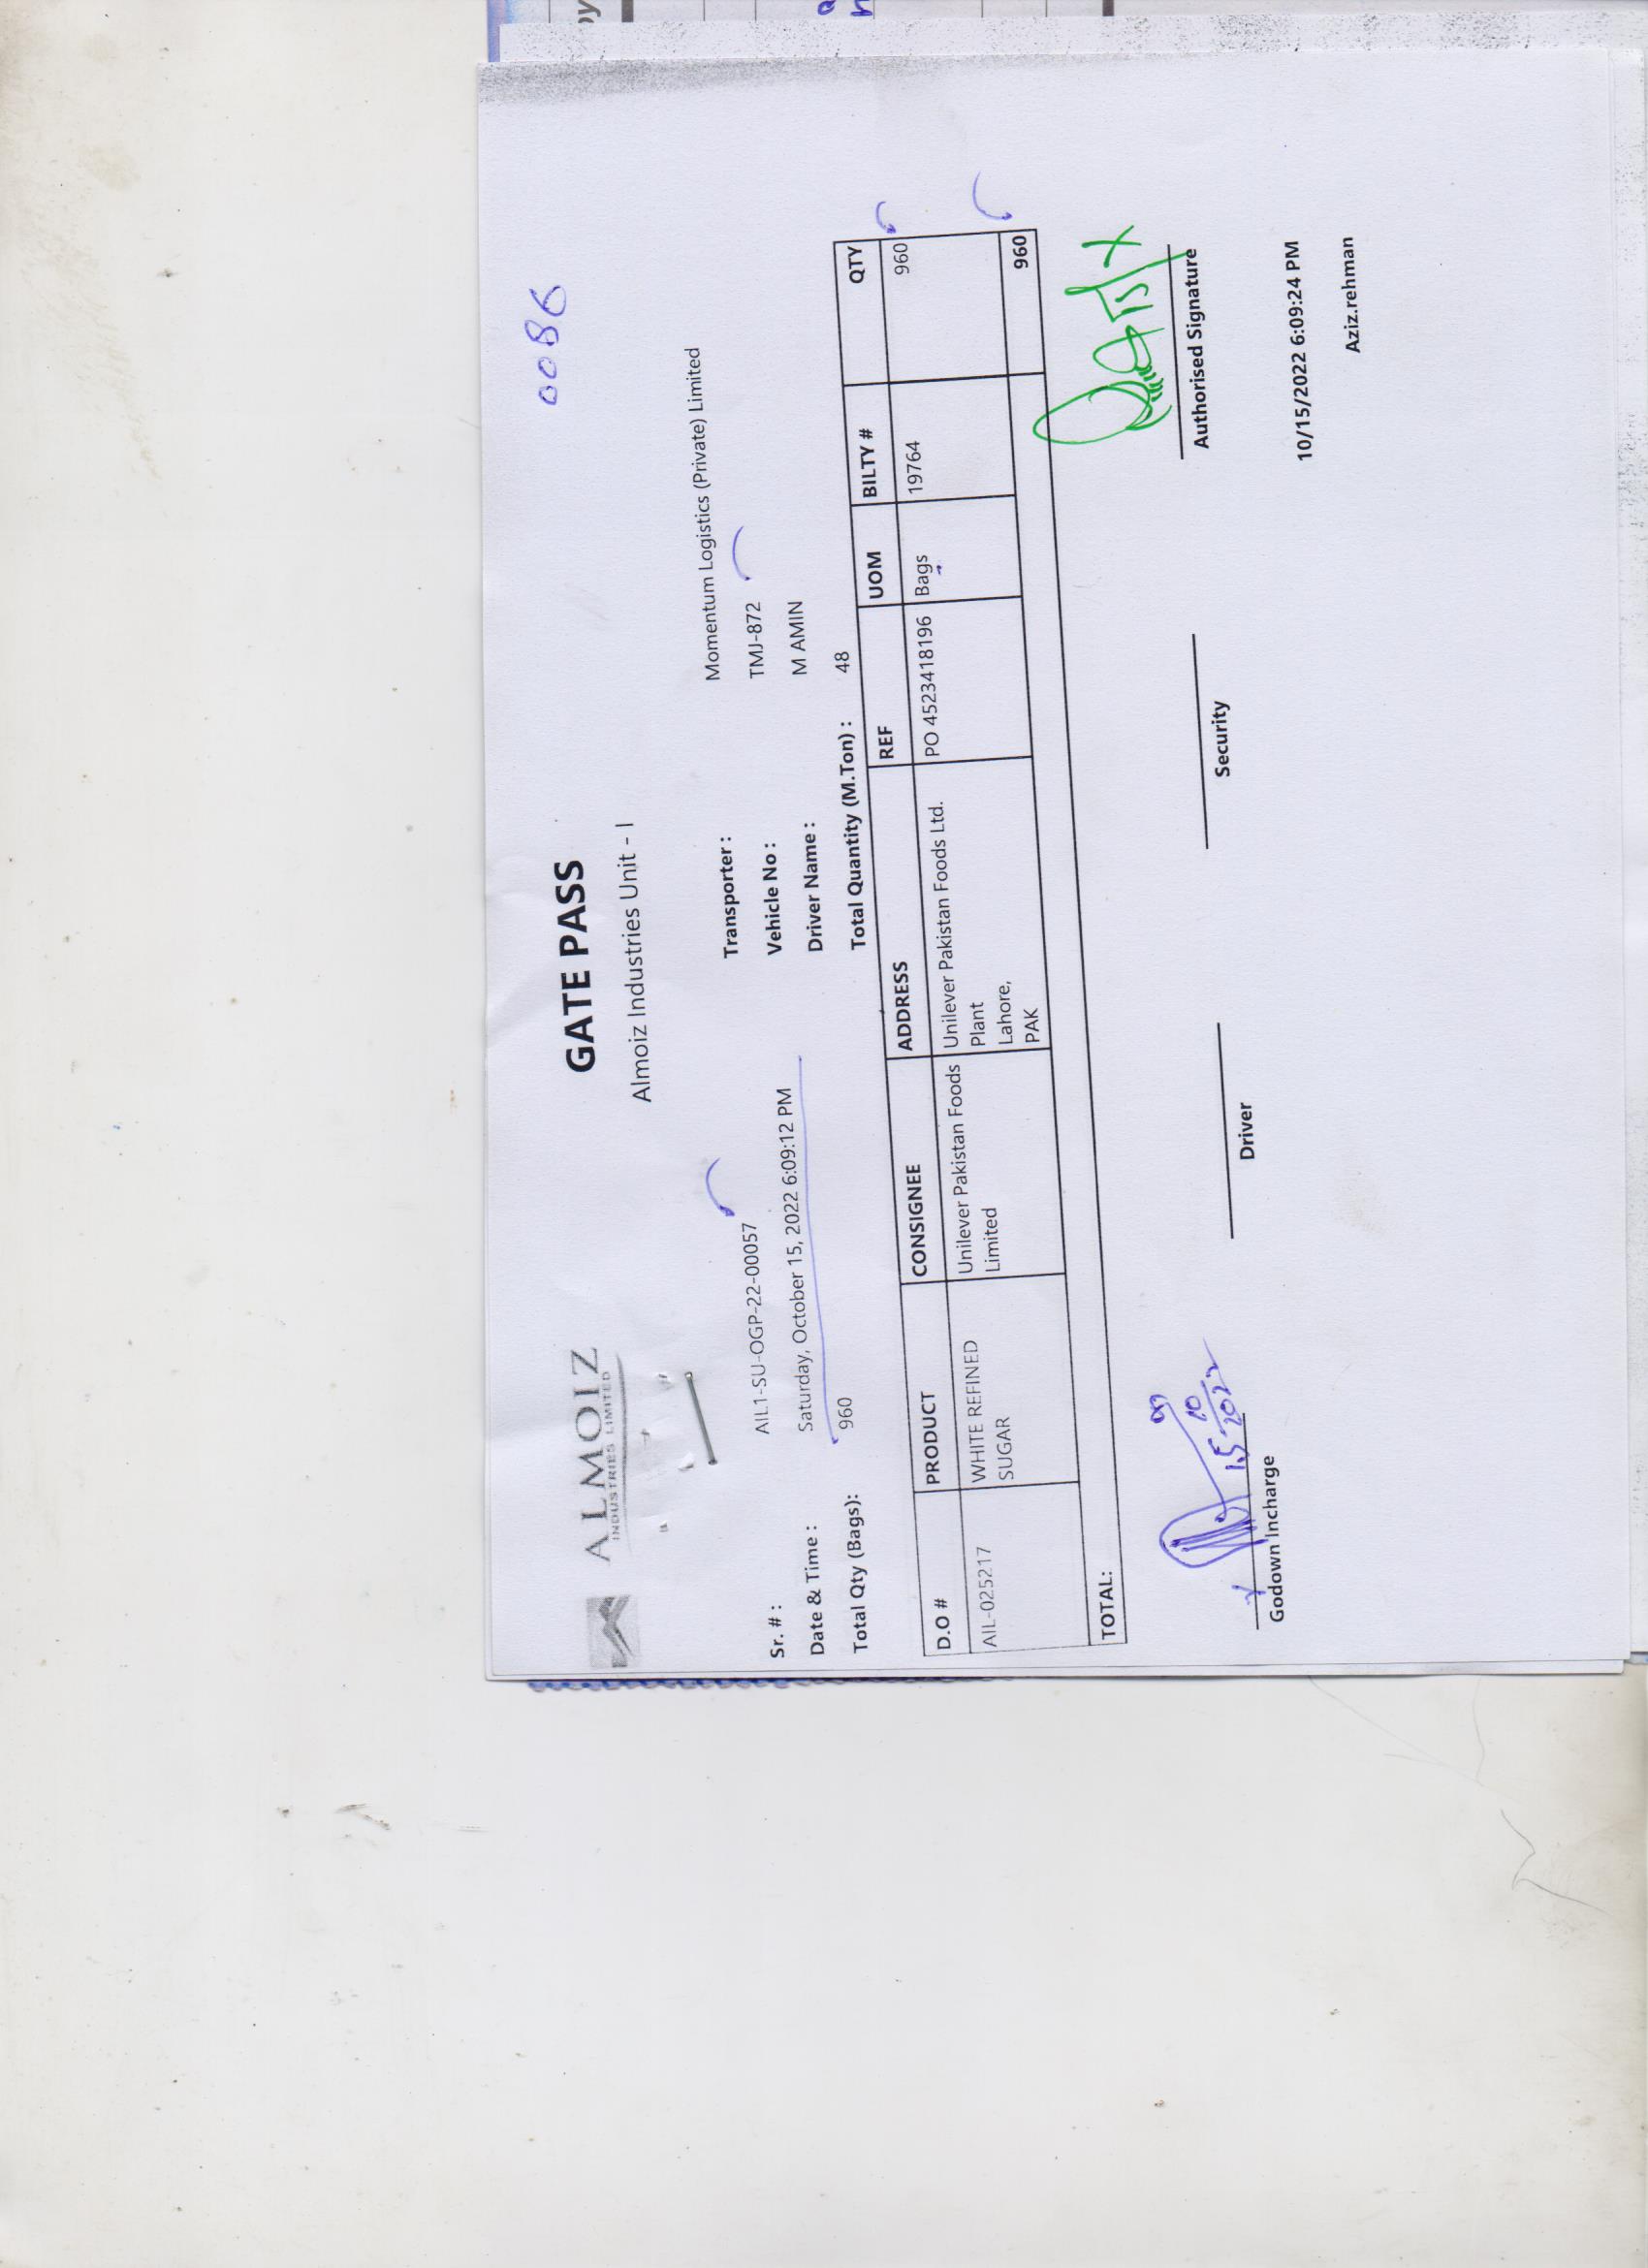 0086
ALMOIZ
INDUSTRIES LIMITED
GATE PASS
Almoiz Industries Unit - I
Sr. # : AIL1-SU-OGP-22-00057
Transporter : Momentum Logistics (Private) Limited
Date & Time : Saturday, October 15, 2022 6:09:12 PM
Vehicle No : TMJ-872
Total Qty (Bags): 960
Driver Name : M AMIN
Total Quantity (M.Ton) : 48
D.O # PRODUCT CONSIGNEE ADDRESS REF UOM BILTY # QTY
AIL-025217 WHITE REFINED Unilever Pakistan Foods Unilever Pakistan Foods Ltd. PO 4523418196 Bags 19764 960
SUGAR Limited Plant
Lahore,
PAK
TOTAL: 960
15 10
2022
Godown Incharge Driver Security Authorised Signature
10/15/2022 6:09:24 PM
Aziz.rehman